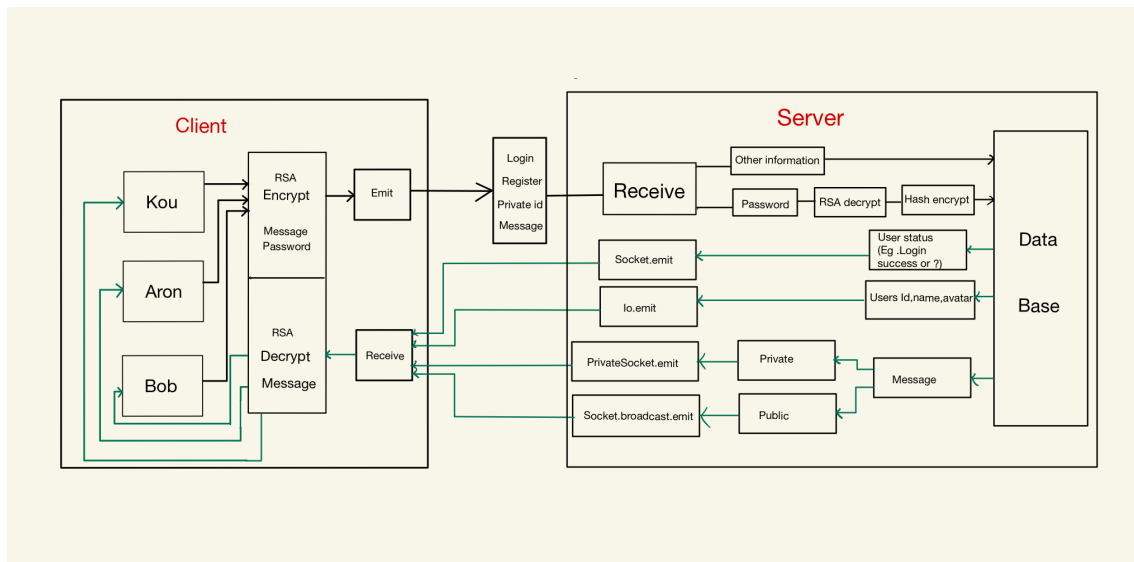 Client
Kou
Aron
Bob
RSA
Encrypt
Message
Password
RSA
Decrypt
Message
Emit
Receive
Login
Register
Private id
Message
Server
Receive
Other information
Password
RSA decrypt
Hash encrypt
User status
(Eg .Login
success or ?)
Socket.emit
Users Id,name,avatar
Io.emit
PrivateSocket.emit
Private
Message
Socket.broadcast.emit
Public
Data
Base